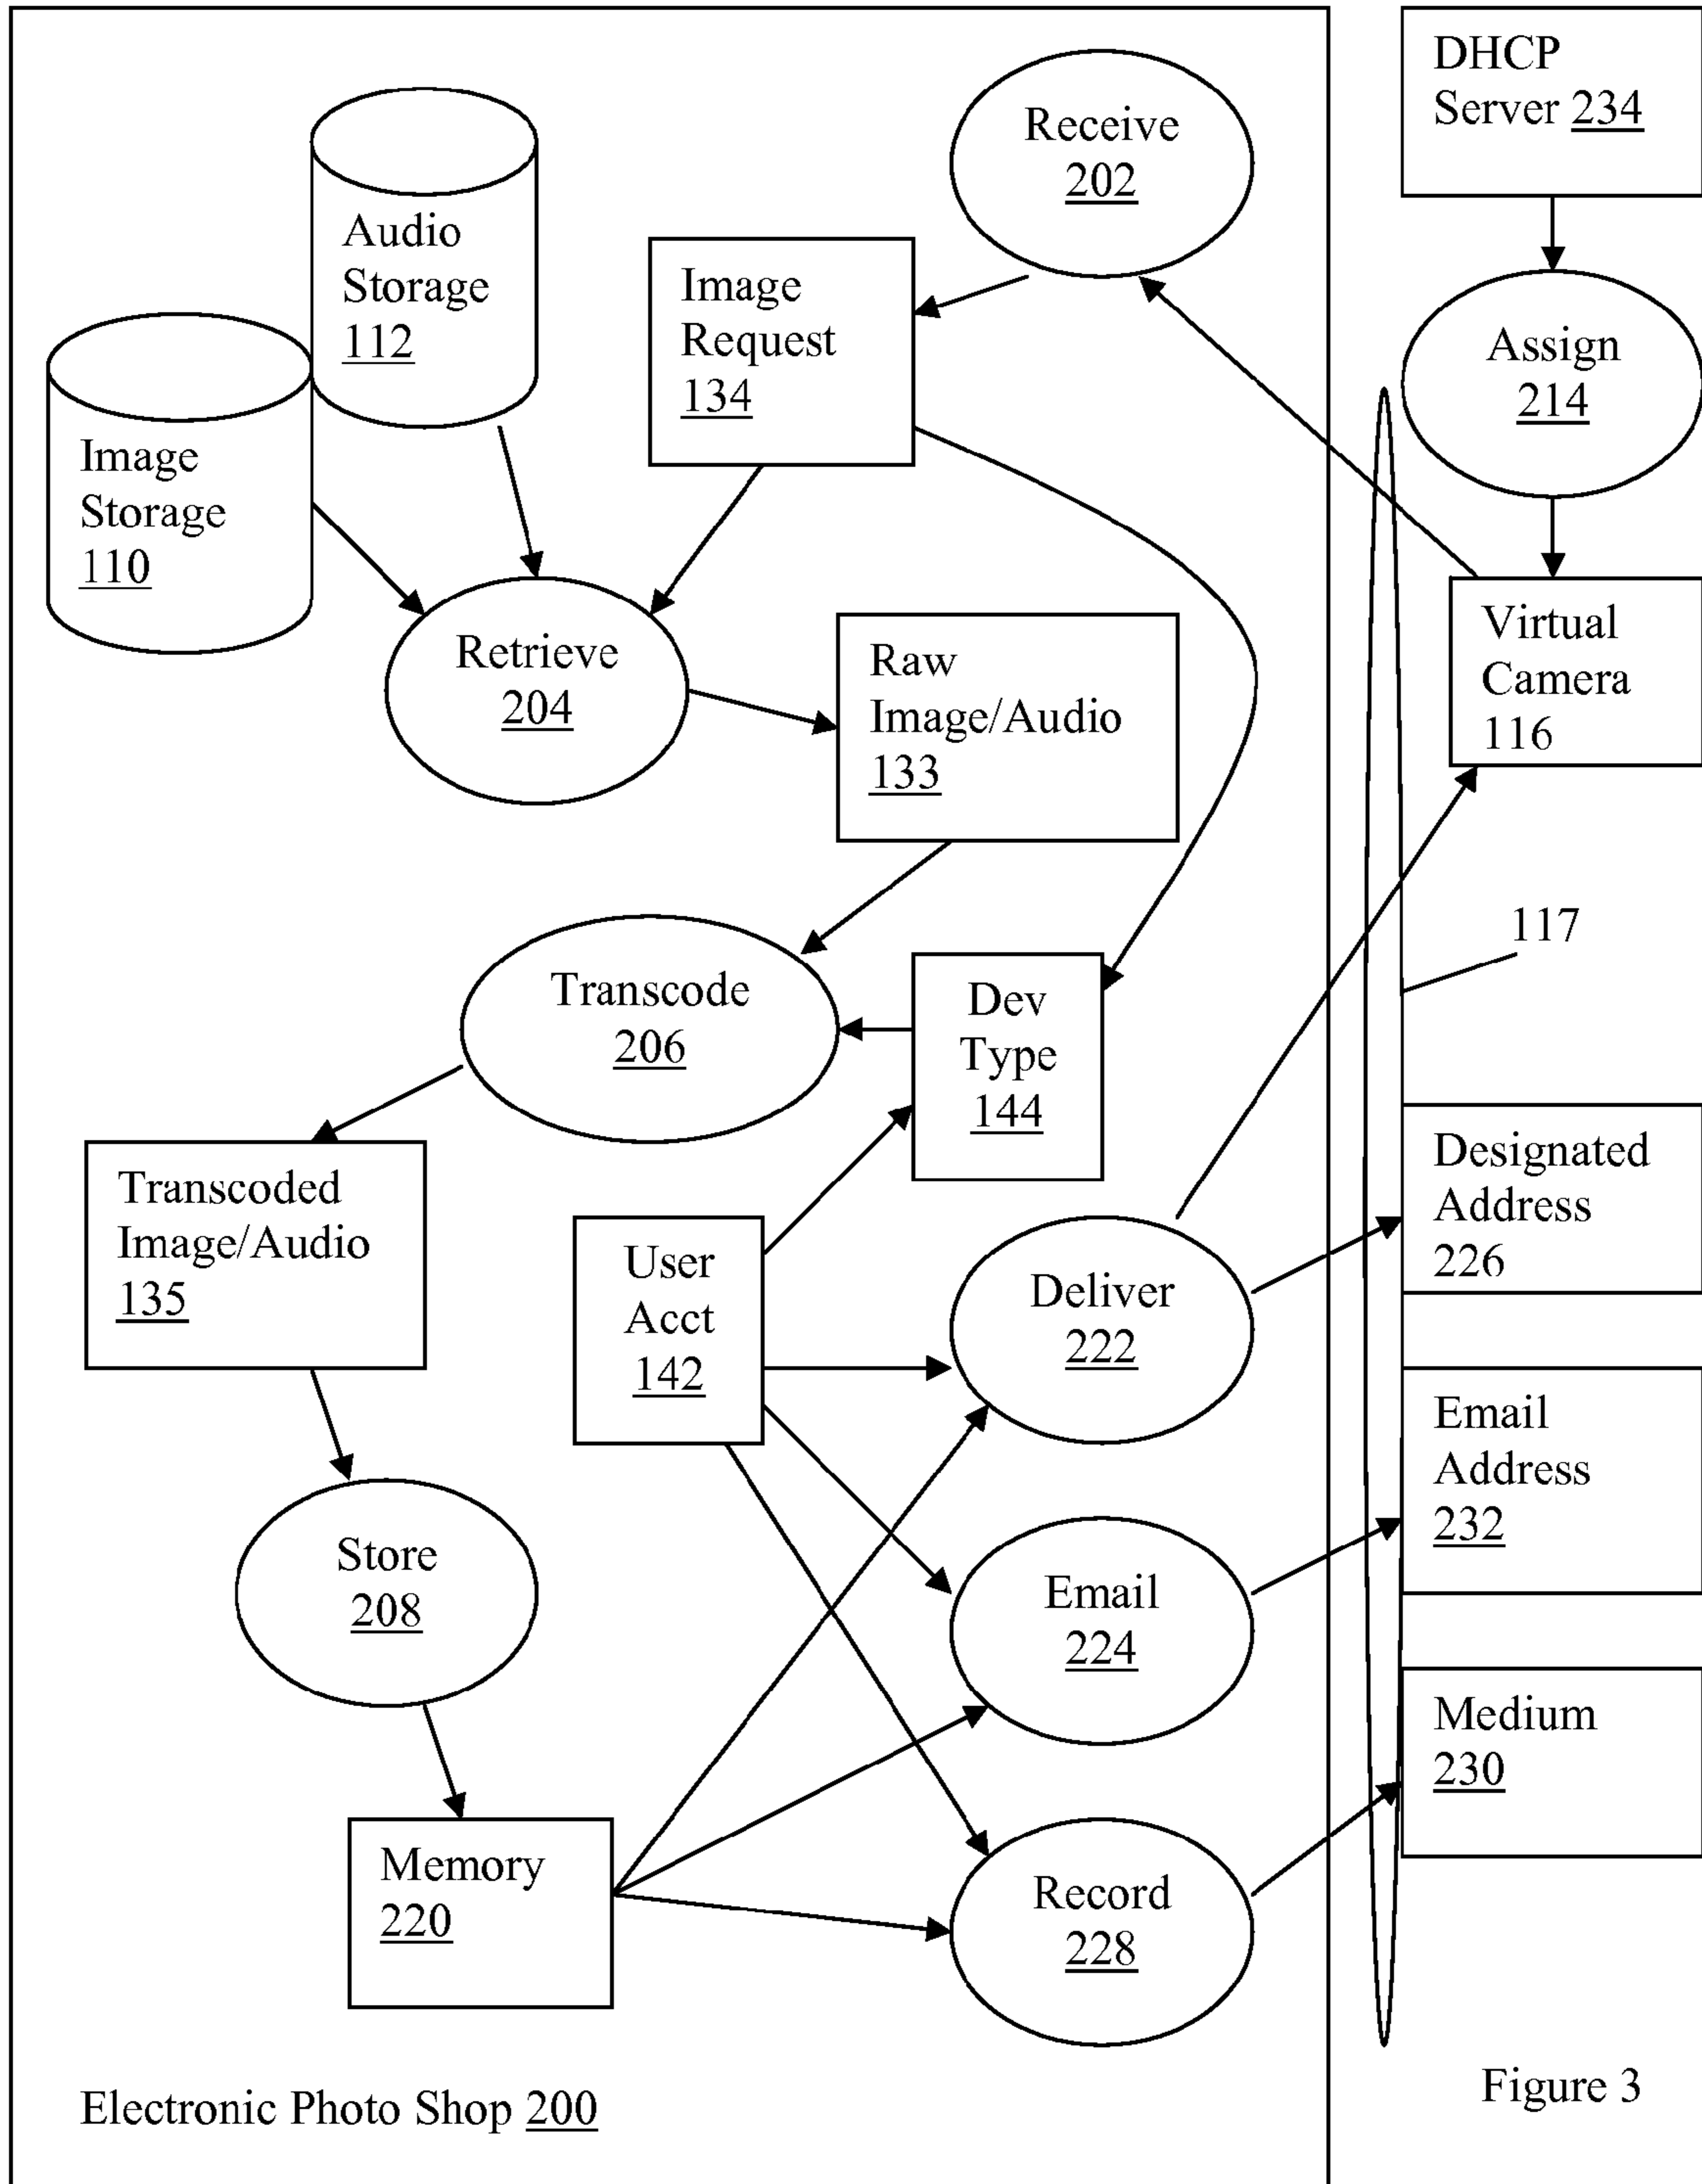 DHCP
Server 234
Receive
202
Audio
Storage
112
Image
Request
134
Assign
214
Image
Storage
110
Retrieve
204
Raw
Image/Audio
133
Virtual
Camera
116
117
Transcode
206
Dev
Type
144
Transcoded
Image/Audio
135
User
Acct
142
Deliver
222
Designated
Address
226
Email
Address
232
Store
208
Email
224
Medium
230
Memory
220
Record
228
Electronic Photo Shop 200
Figure 3